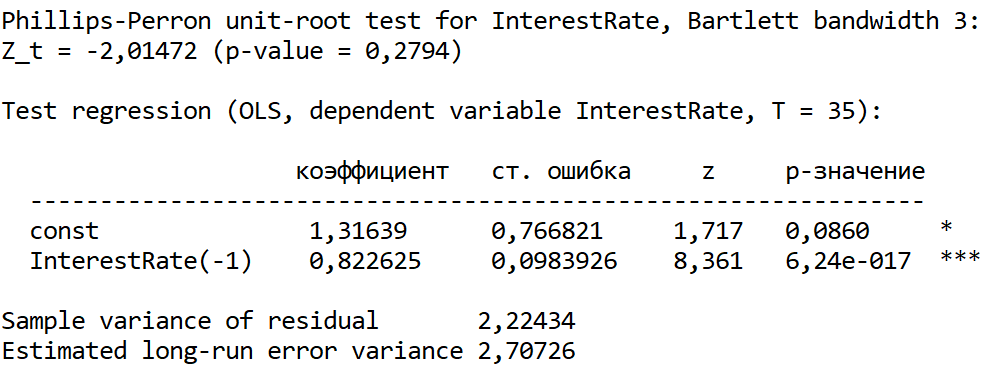 Phillips-Perron unit-root test for InterestRate, Bartlett bandwidth 3:
Z_t = -2,01472 (p-value = 0,2794)
Test regression (OLS, dependent variable InterestRate, T = 35):
коэффициент ст. ошибка z p-значение
-----------------------------------------------------------------
const 1,31639 0,766821 1,717 0,0860 *
InterestRate(-1) 0,822625 0,0983926 8,361 6,24e-017 ***
Sample variance of residual 2,22434
Estimated long-run error variance 2,70726